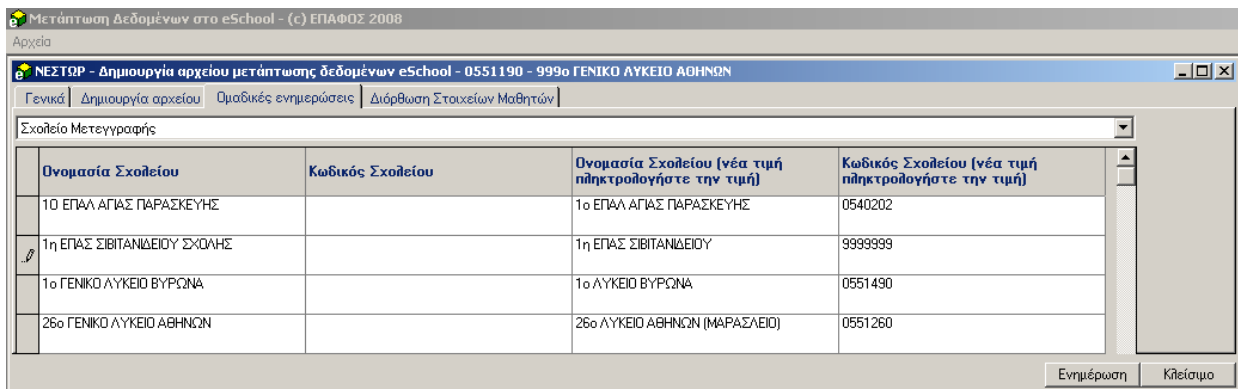 Μετάπτωση Δεδομένων στο eSchool - (c) ΕΠΑΦΟΣ 2008
Αρχεία
ΝΕΣΤΩΡ - Δημιουργία αρχείου μετάπτωσης δεδομένων eSchool - 0551190 - 999ο ΓΕΝΙΚΟ ΛΥΚΕΙΟ ΑΘΗΝΩΝ
Γενικά Δημιουργία αρχείου Ομαδικές ενημερώσεις Διόρθωση Στοιχείων Μαθητών
Σχολείο Μετεγγραφής
Ονομασία Σχολείου Κωδικός Σχολείου Ονομασία Σχολείου (νέα τιμή Κωδικός Σχολείου (νέα τιμή
πληκτρολογήστε την τιμή) πληκτρολογήστε την τιμή)
1Ο ΕΠΑΛ ΑΓΙΑΣ ΠΑΡΑΣΚΕΥΗΣ 1ο ΕΠΑΛ ΑΓΙΑΣ ΠΑΡΑΣΚΕΥΗΣ 0540202
1η ΕΠΑΣ ΣΙΒΙΤΑΝΙΔΕΙΟΥ ΣΧΟΛΗΣ 1η ΕΠΑΣ ΣΙΒΙΤΑΝΙΔΕΙΟΥ 9999999
1ο ΓΕΝΙΚΟ ΛΥΚΕΙΟ ΒΥΡΩΝΑ 1ο ΛΥΚΕΙΟ ΒΥΡΩΝΑ 0551490
26ο ΓΕΝΙΚΟ ΛΥΚΕΙΟ ΑΘΗΝΩΝ 26ο ΛΥΚΕΙΟ ΑΘΗΝΩΝ (ΜΑΡΑΣΛΕΙΟ) 0551260
Ενημέρωση Κλείσιμο